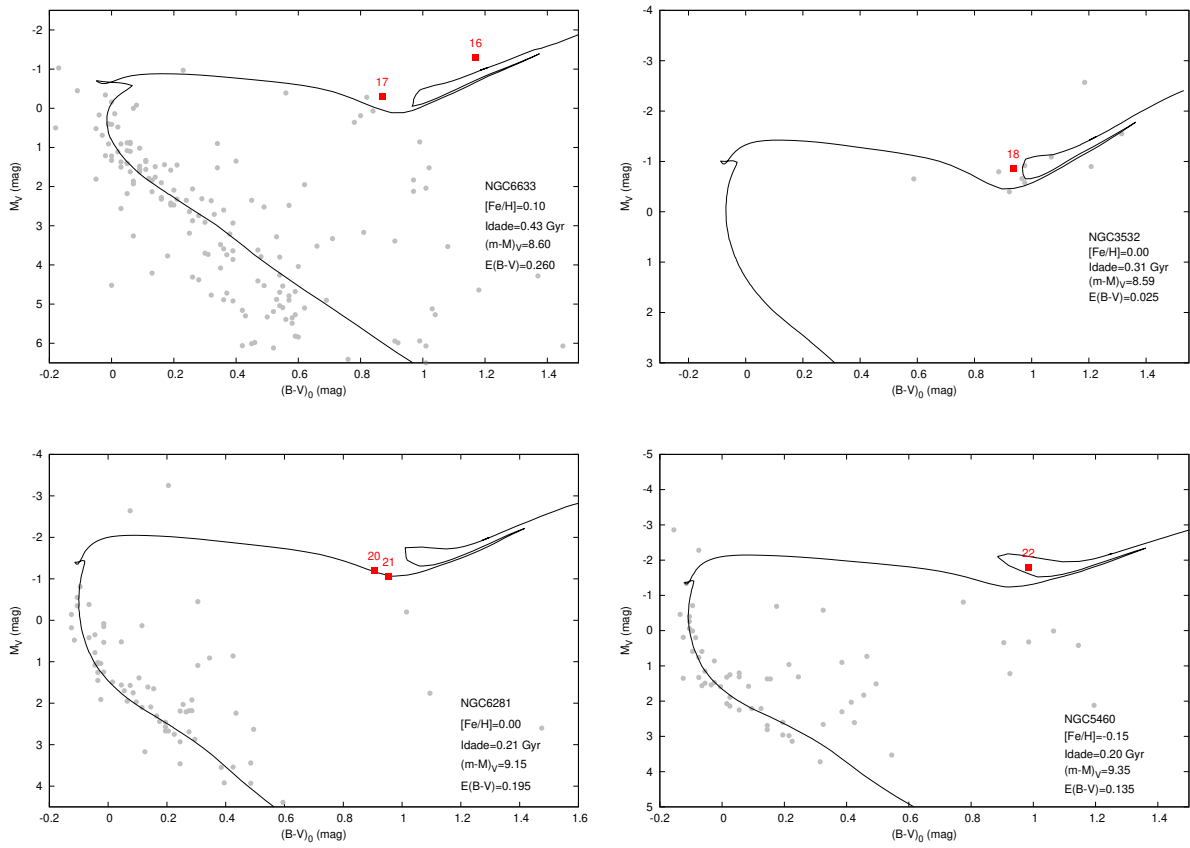 -2
-1
0
1
2
3
4
5
6
-0.2
0
0.2
0.4
0.6
0.8
1
1.2
1.4
M_V (mag)
(B-V)_0 (mag)
16
17
NGC6633
[Fe/H]=0.10
Idade=0.43 Gyr
(m-M)_V=8.60
E(B-V)=0.260
-4
-3
-2
-1
0
1
2
3
-0.2
0
0.2
0.4
0.6
0.8
1
1.2
1.4
M_V (mag)
(B-V)_0 (mag)
18
NGC3532
[Fe/H]=0.00
Idade=0.31 Gyr
(m-M)_V=8.59
E(B-V)=0.025
-4
-3
-2
-1
0
1
2
3
4
-0.2
0
0.2
0.4
0.6
0.8
1
1.2
1.4
1.6
M_V (mag)
(B-V)_0 (mag)
20
21
NGC6281
[Fe/H]=0.00
Idade=0.21 Gyr
(m-M)_V=9.15
E(B-V)=0.195
-5
-4
-3
-2
-1
0
1
2
3
4
5
-0.2
0
0.2
0.4
0.6
0.8
1
1.2
1.4
M_V (mag)
(B-V)_0 (mag)
22
NGC5460
[Fe/H]=-0.15
Idade=0.20 Gyr
(m-M)_V=9.35
E(B-V)=0.135